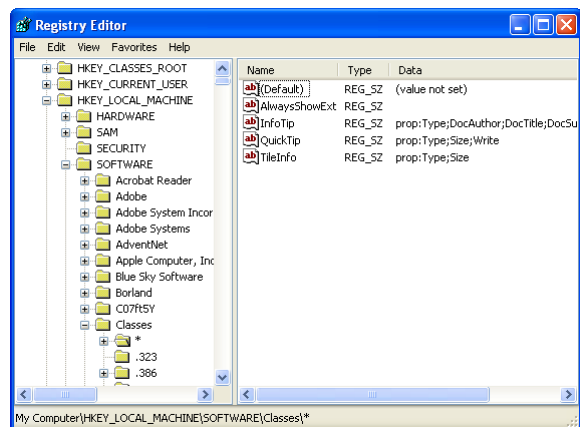 Registry Editor
File Edit View Favorites Help
HKEY_CLASSES_ROOT
HKEY_CURRENT_USER
HKEY_LOCAL_MACHINE
HARDWARE
SAM
SECURITY
SOFTWARE
Acrobat Reader
Adobe
Adobe System Incor
Adobe Systems
AdventNet
Apple Computer, Inc
Blue Sky Software
Borland
C07ft5Y
Classes
*
.323
.386
Name Type Data
(Default) REG_SZ (value not set)
AlwaysShowExt REG_SZ
InfoTip REG_SZ prop:Type;DocAuthor;DocTitle;DocSu
QuickTip REG_SZ prop:Type;Size;Write
TileInfo REG_SZ prop:Type;Size
My Computer\HKEY_LOCAL_MACHINE\SOFTWARE\Classes\*